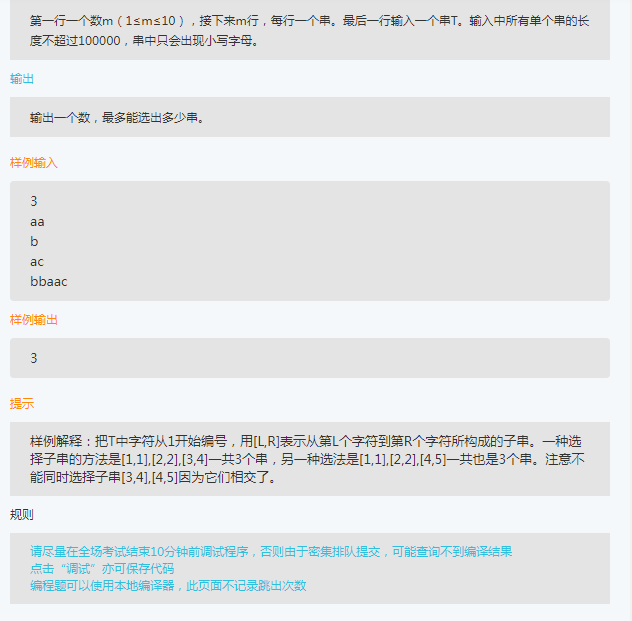 第一行一个数m（1≤m≤10），接下来m行，每行一个串。最后一行输入一个串T。输入中所有单个串的长
度不超过100000，串中只会出现小写字母。
输出
输出一个数，最多能选出多少串。
样例输入
3
aa
b
ac
bbaac
样例输出
3
提示
样例解释：把T中字符从1开始编号，用[L,R]表示从第L个字符到第R个字符所构成的子串。一种选
择子串的方法是[1,1],[2,2],[3,4]一共3个串，另一种选法是[1,1],[2,2],[4,5]一共也是3个串。注意不
能同时选择子串[3,4],[4,5]因为它们相交了。
规则
请尽量在全场考试结束10分钟前调试程序，否则由于密集排队提交，可能查询不到编译结果
点击“调试”亦可保存代码
编程题可以使用本地编译器，此页面不记录跳出次数